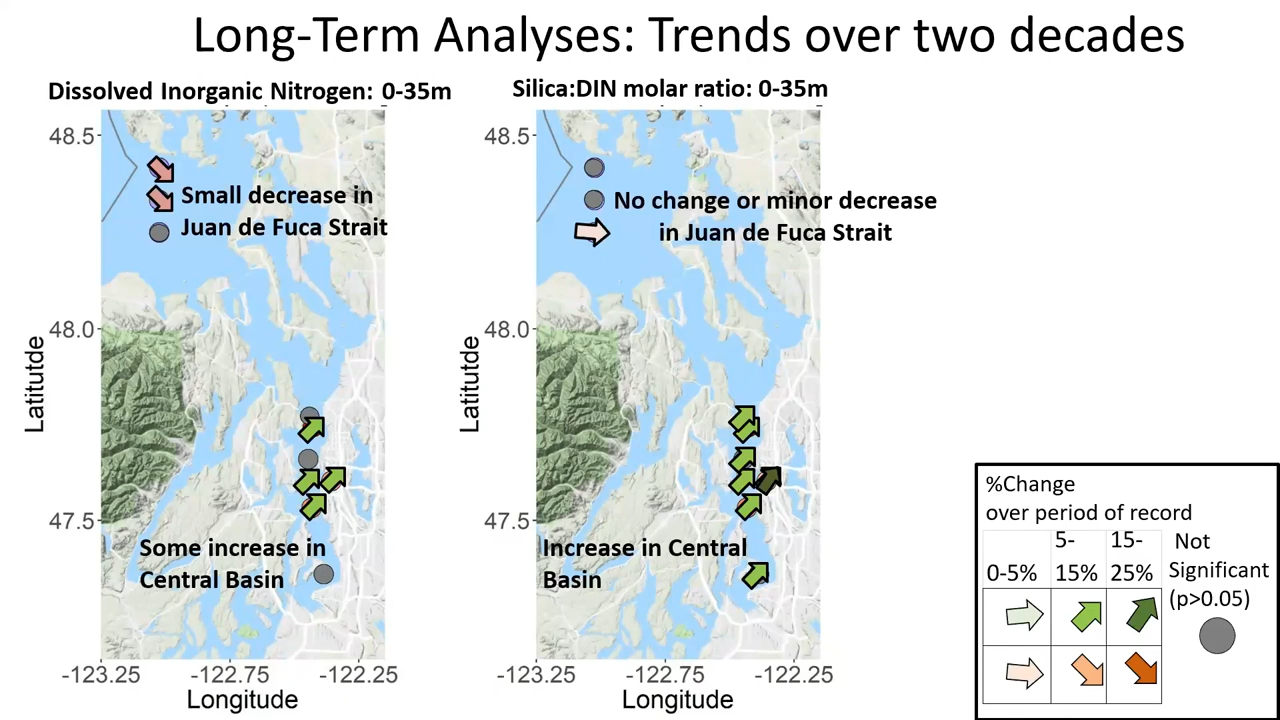 Long-Term Analyses: Trends over two decades
Dissolved Inorganic Nitrogen: 0-35m
48.5
Small decrease in
Juan de Fuca Strait
48.0
Latitutde
47.5
Some increase in
Central Basin
-123.25 -122.75 -122.25
Longitude
Silica:DIN molar ratio: 0-35m
48.5
No change or minor decrease
in Juan de Fuca Strait
48.0
Latitutde
47.5
Increase in Central
Basin
-123.25 -122.75 -122.25
Longitude
%Change
over period of record
0-5%
5-
15%
15-
25%
Not
Significant
(p>0.05)